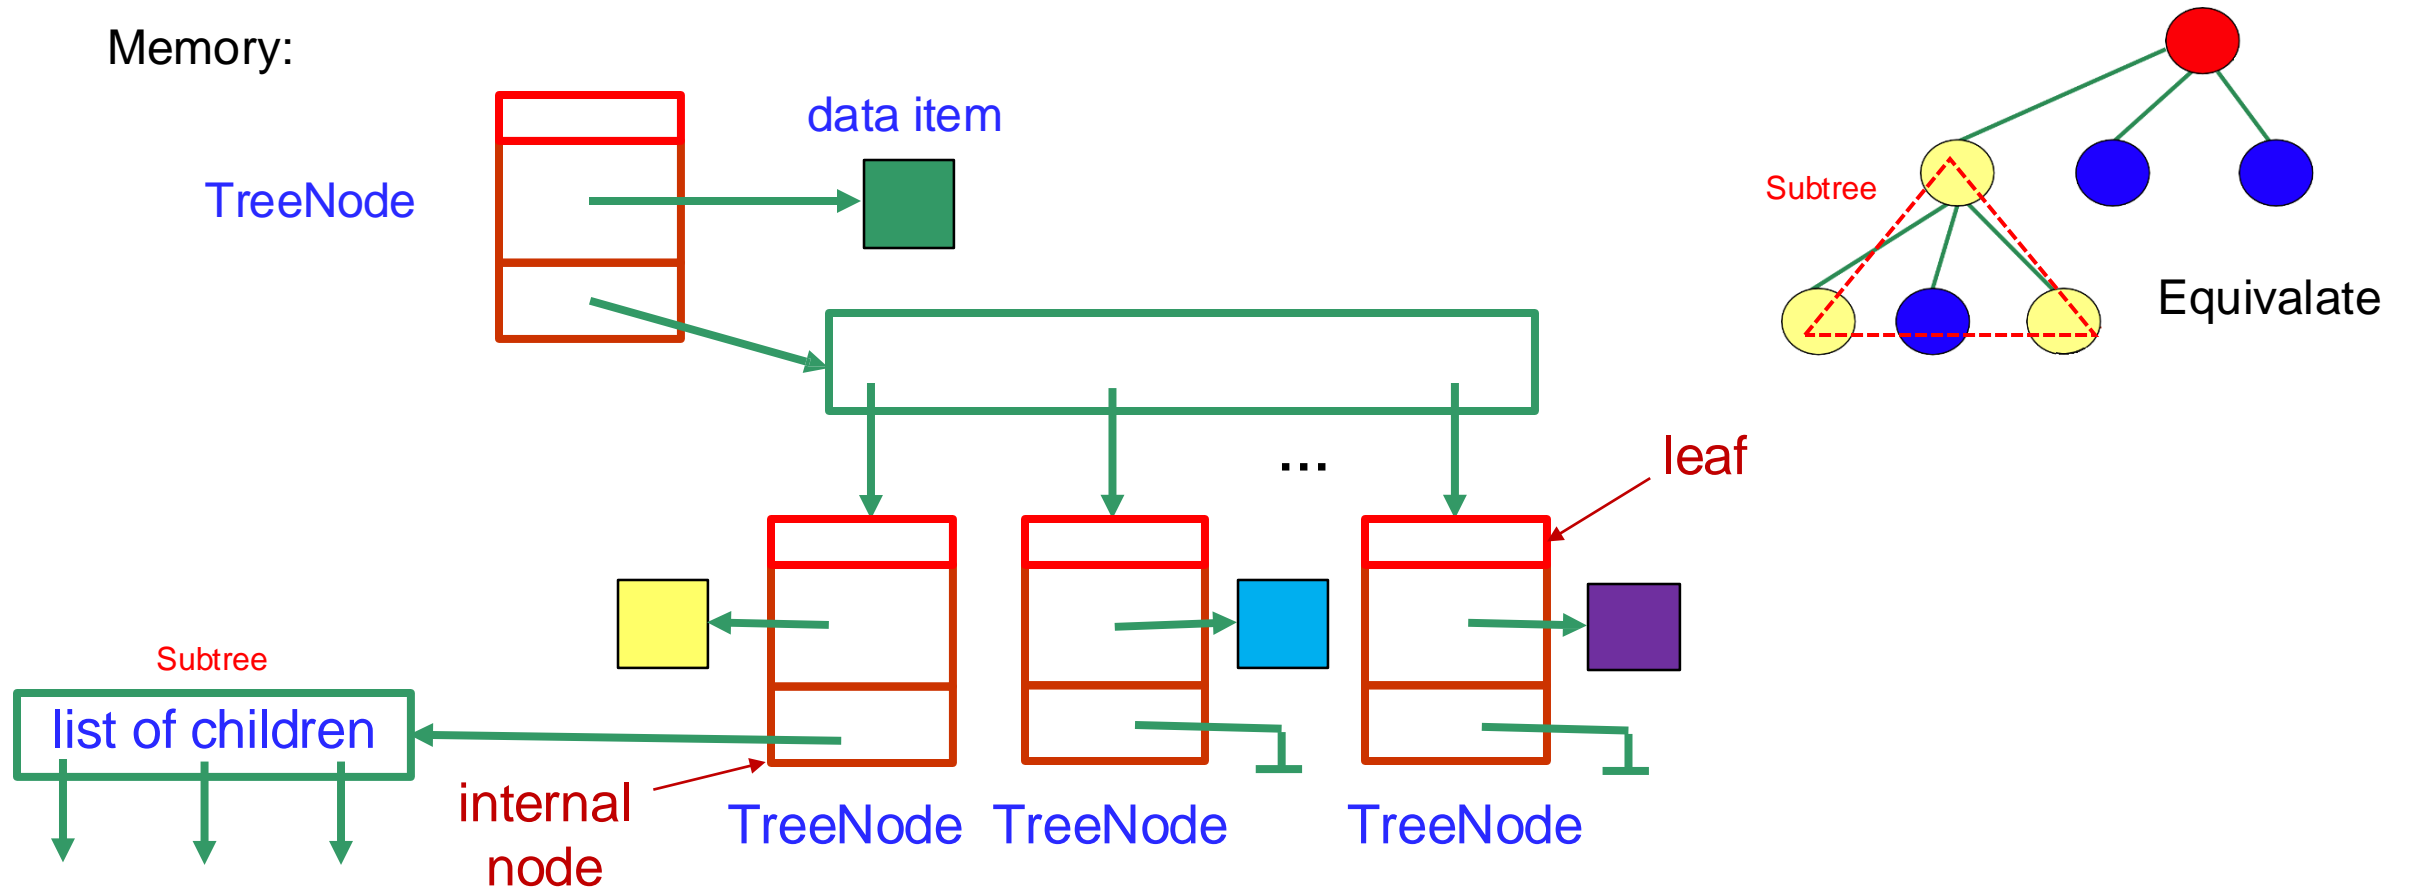 Memory:
data item
TreeNode
Subtree
Equivalate
...
leaf
Subtree
list of children
internal
node
TreeNode TreeNode TreeNode